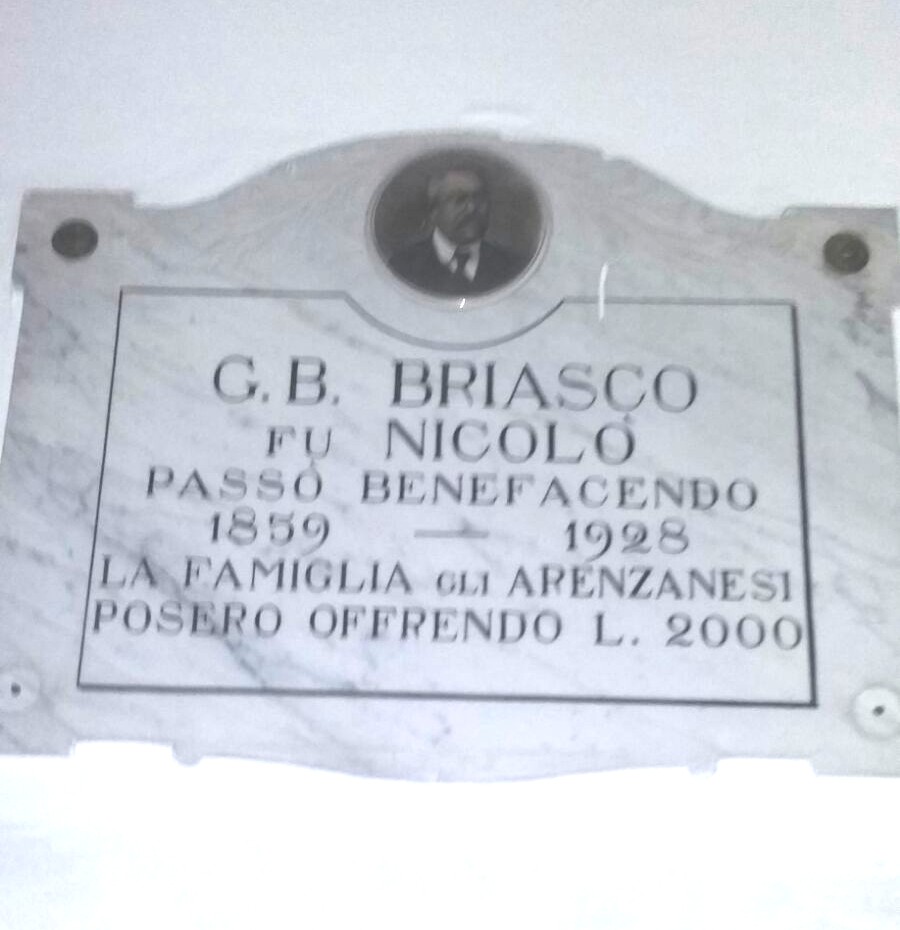 G. B. BRIASCO
FU NICOLÒ
PASSÒ BENEFACENDO
1859 — 1928
LA FAMIGLIA GLI ARENZANESI
POSERO OFFRENDO L. 2000